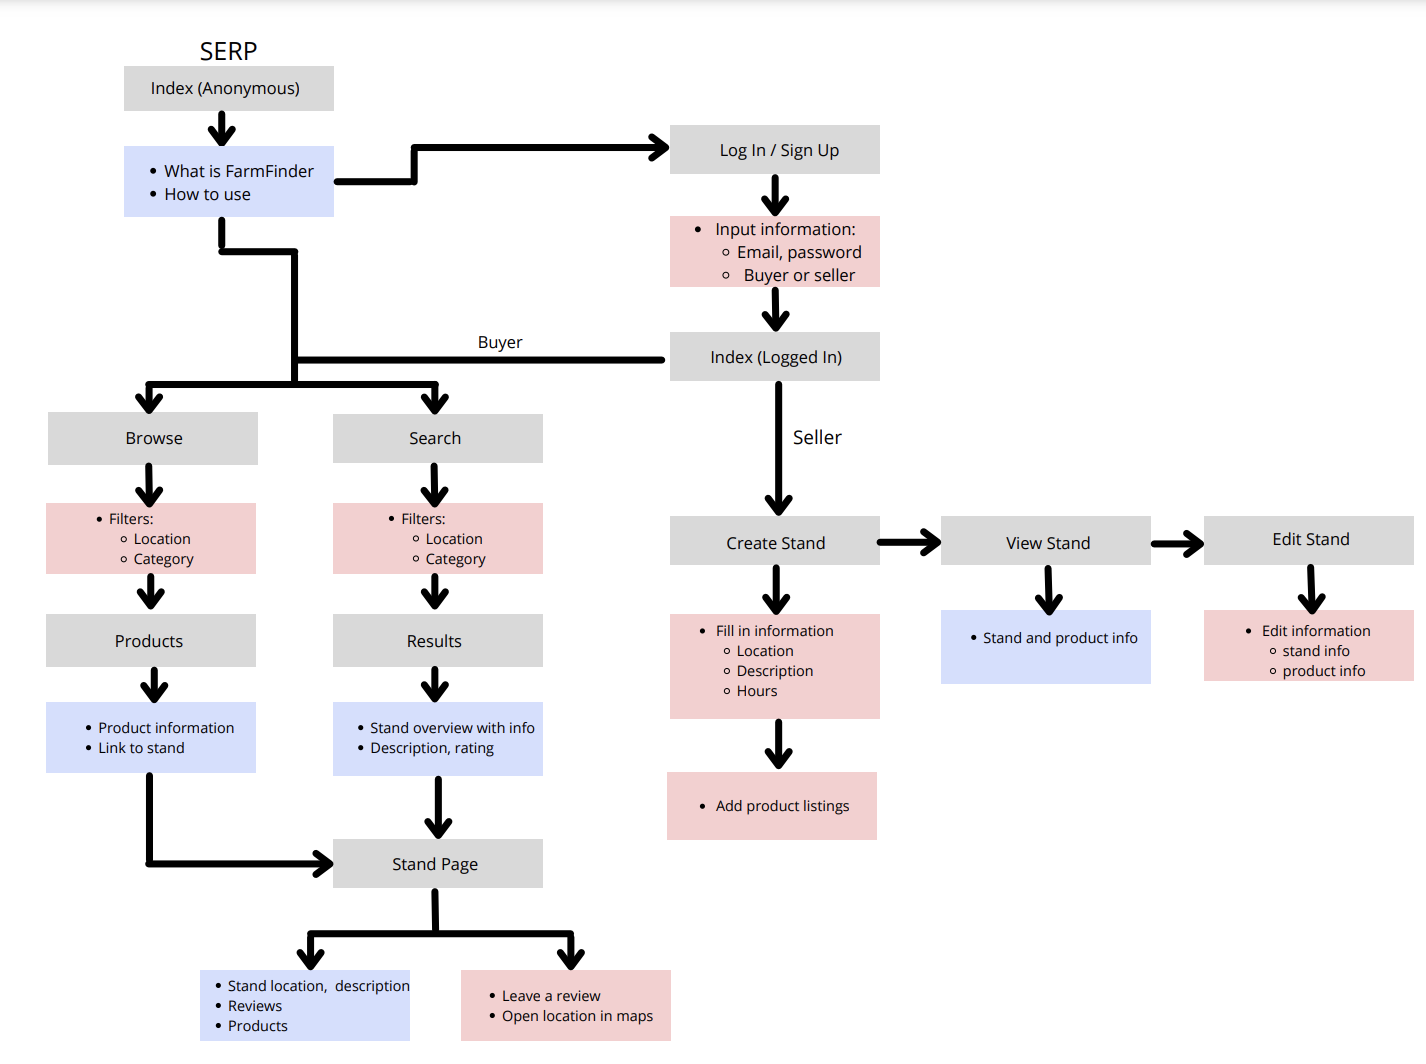 SERP
Index (Anonymous)
• What is FarmFinder
• How to use
Log In / Sign Up
• Input information:
○ Email, password
○ Buyer or seller
Buyer
Index (Logged In)
Seller
Browse
Search
• Filters:
○ Location
○ Category
• Filters:
○ Location
○ Category
Create Stand
View Stand
Edit Stand
Products
Results
• Fill in information
○ Location
○ Description
○ Hours
• Stand and product info
• Edit information
○ stand info
○ product info
• Product information
• Link to stand
• Stand overview with info
• Description, rating
• Add product listings
Stand Page
• Stand location, description
• Reviews
• Products
• Leave a review
• Open location in maps